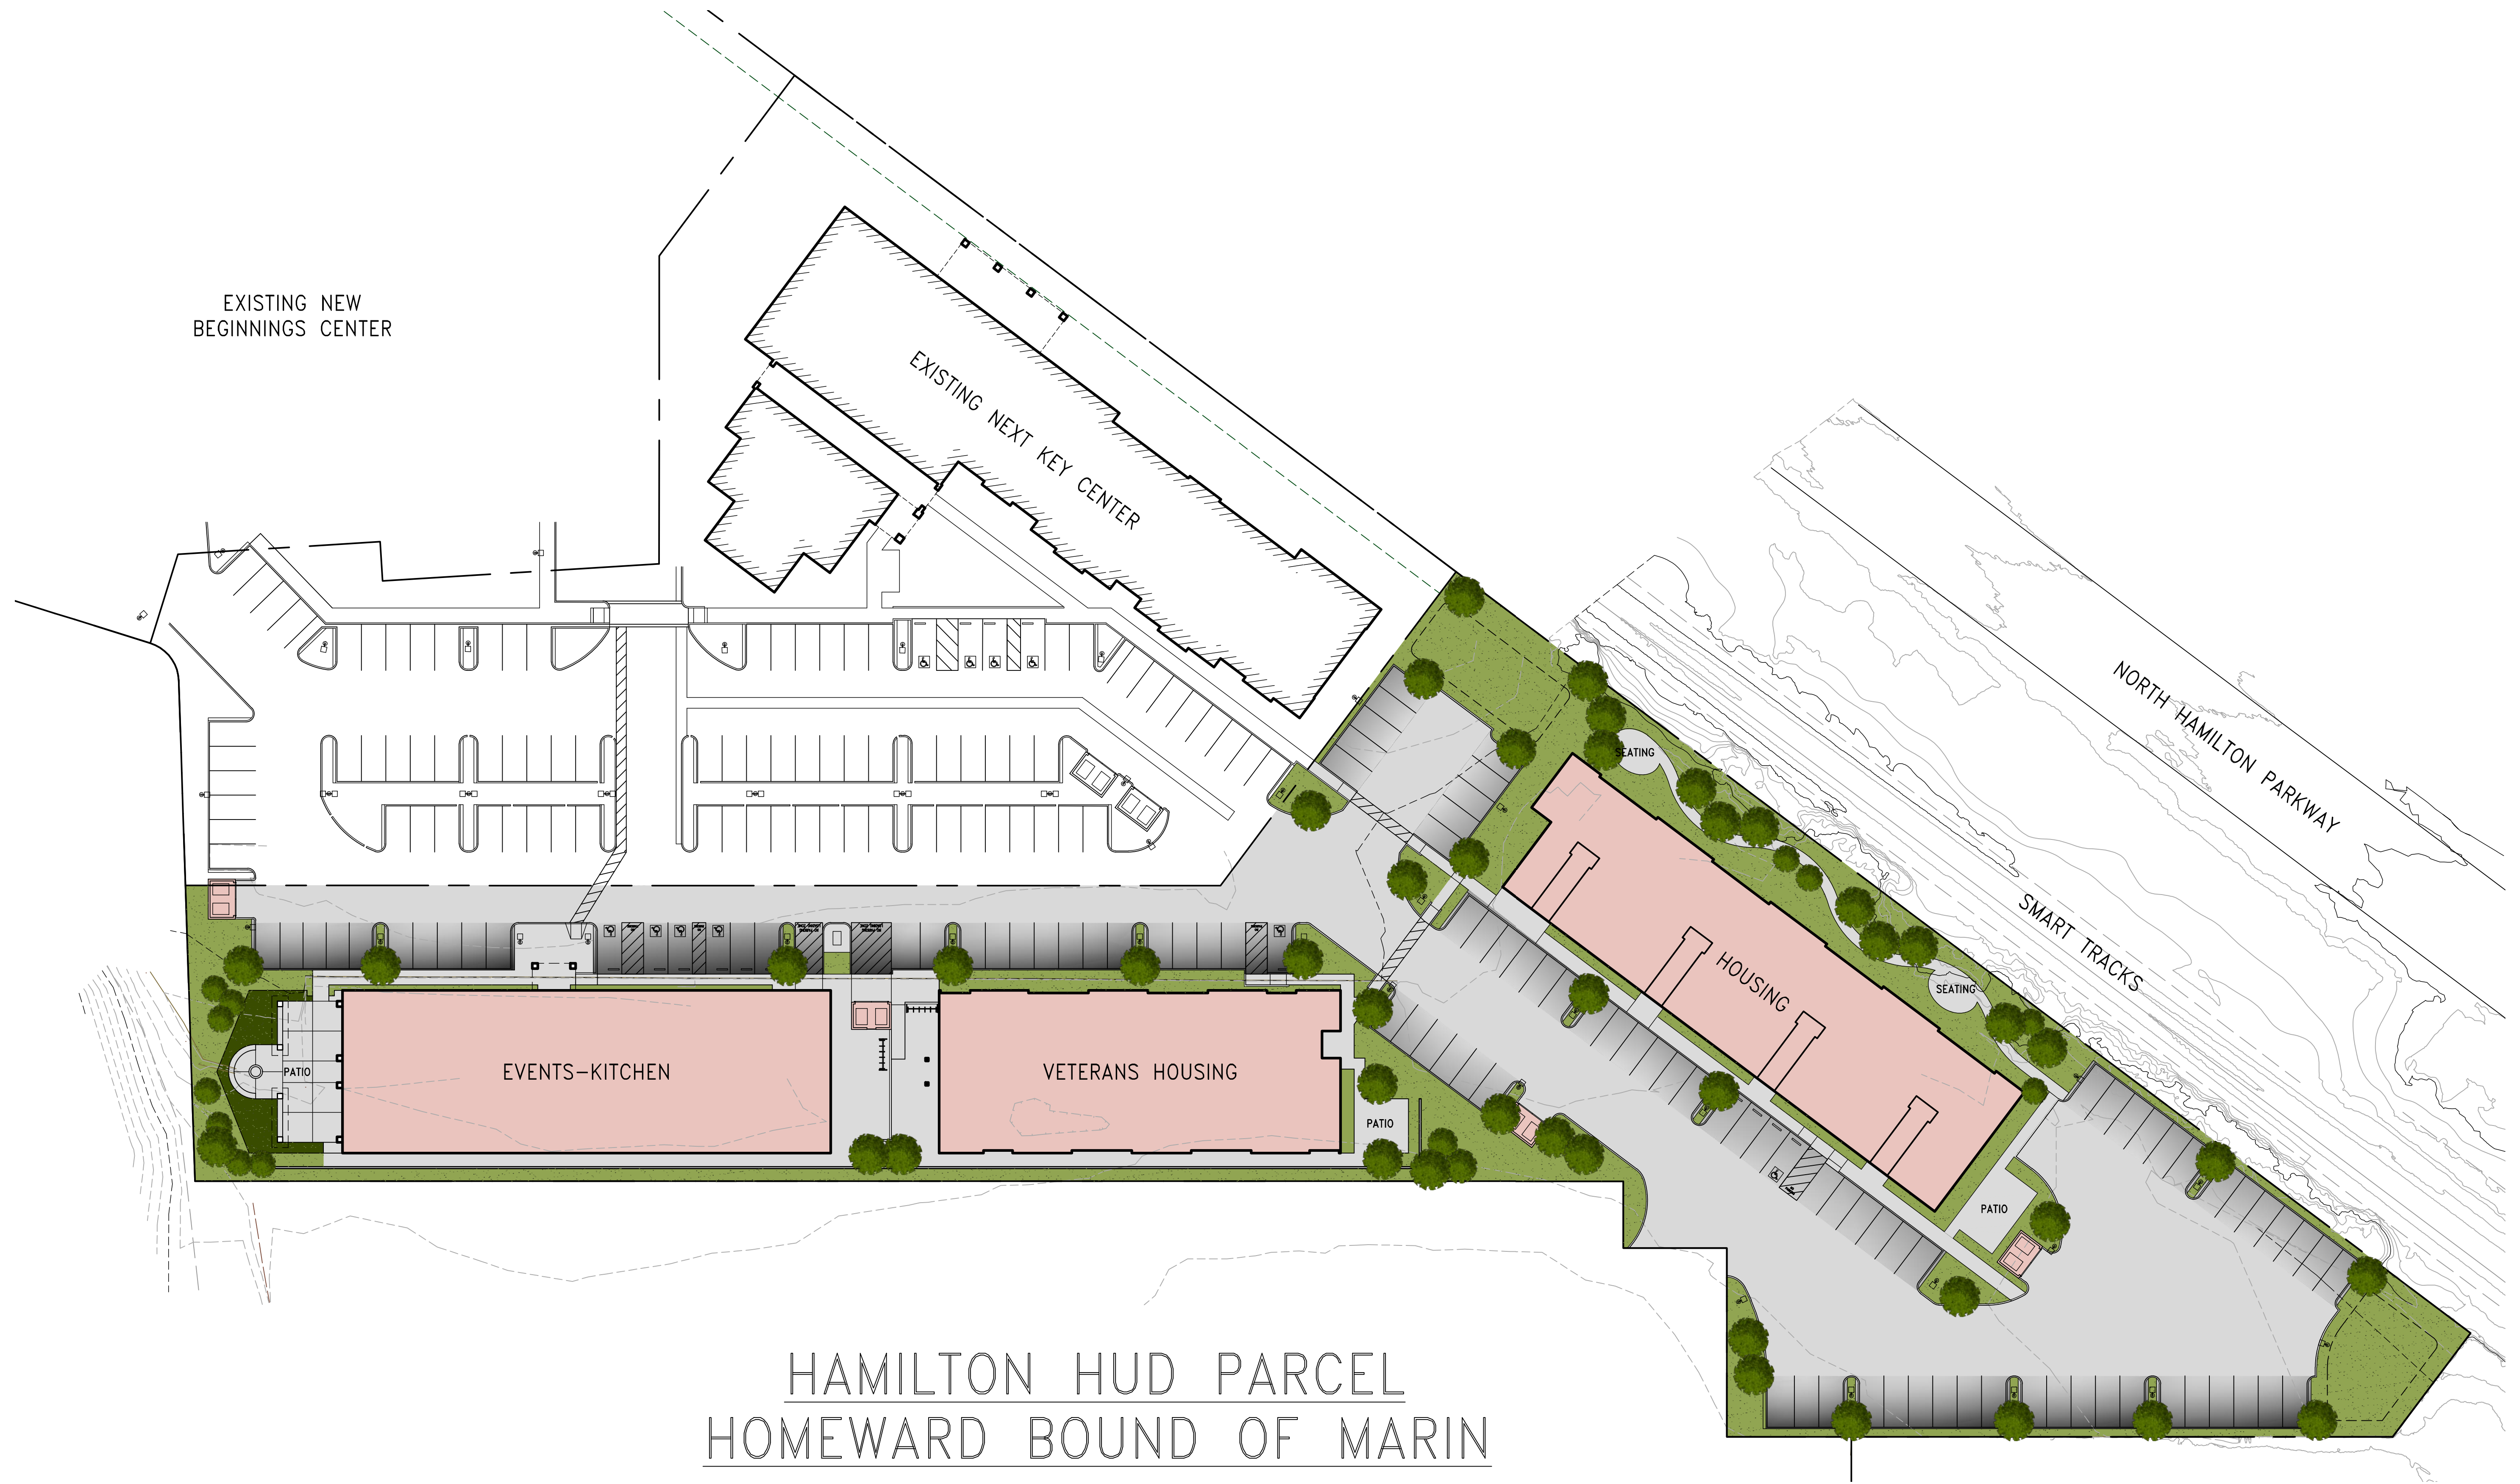 EXISTING NEW
BEGINNINGS CENTER
EXISTING NEXT KEY CENTER
NORTH HAMILTON PARKWAY
SMART TRACKS
SEATING
HOUSING
SEATING
EVENTS-KITCHEN
PATIO
VETERANS HOUSING
PATIO
PATIO
HAMILTON HUD PARCEL
HOMEWARD BOUND OF MARIN